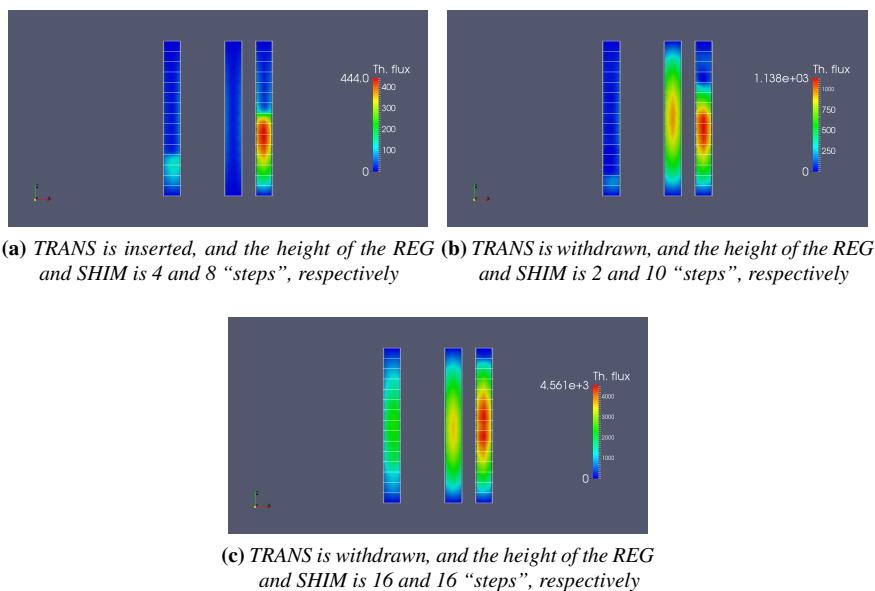 Th. flux
444.0
400
300
200
100
0
Th. flux
1.138e+03
1000
750
500
250
0
(a) TRANS is inserted, and the height of the REG
and SHIM is 4 and 8 “steps”, respectively
(b) TRANS is withdrawn, and the height of the REG
and SHIM is 2 and 10 “steps”, respectively
Th. flux
4.561e+3
4000
3000
2000
1000
0
(c) TRANS is withdrawn, and the height of the REG
and SHIM is 16 and 16 “steps”, respectively